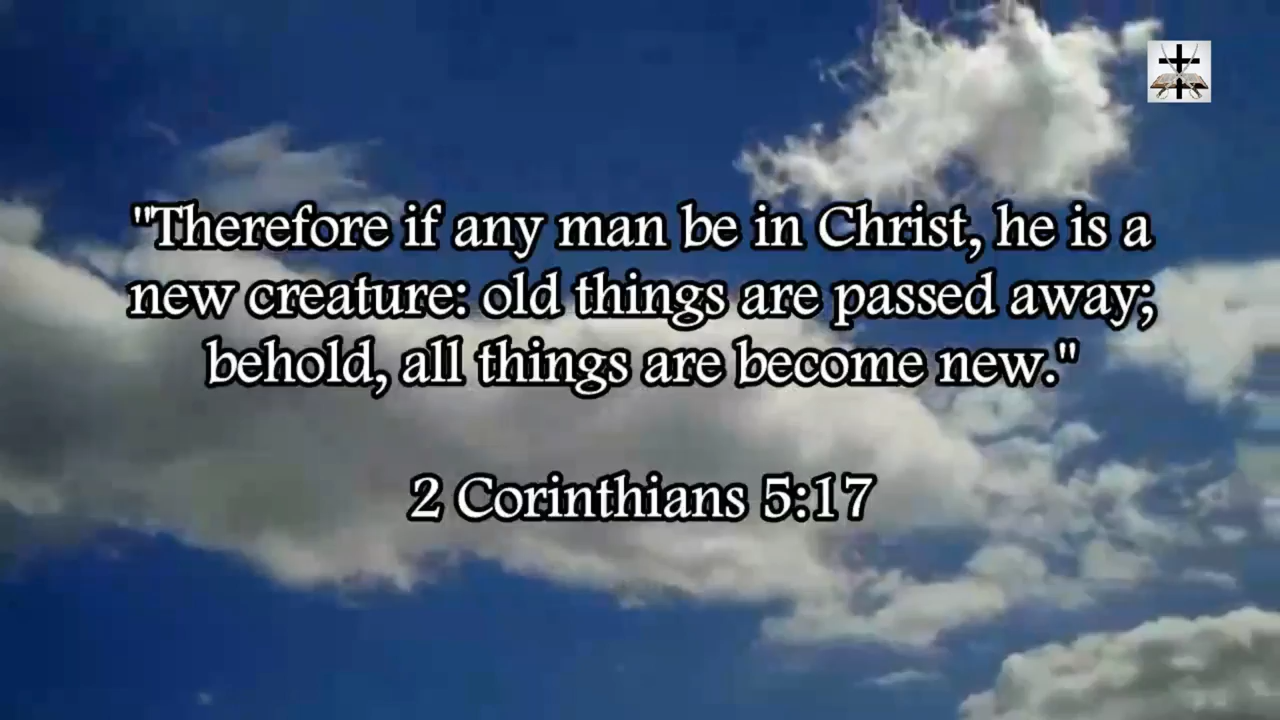 "Therefore if any man be in Christ, he is a
new creature: old things are passed away;
behold, all things are become new."
2 Corinthians 5:17